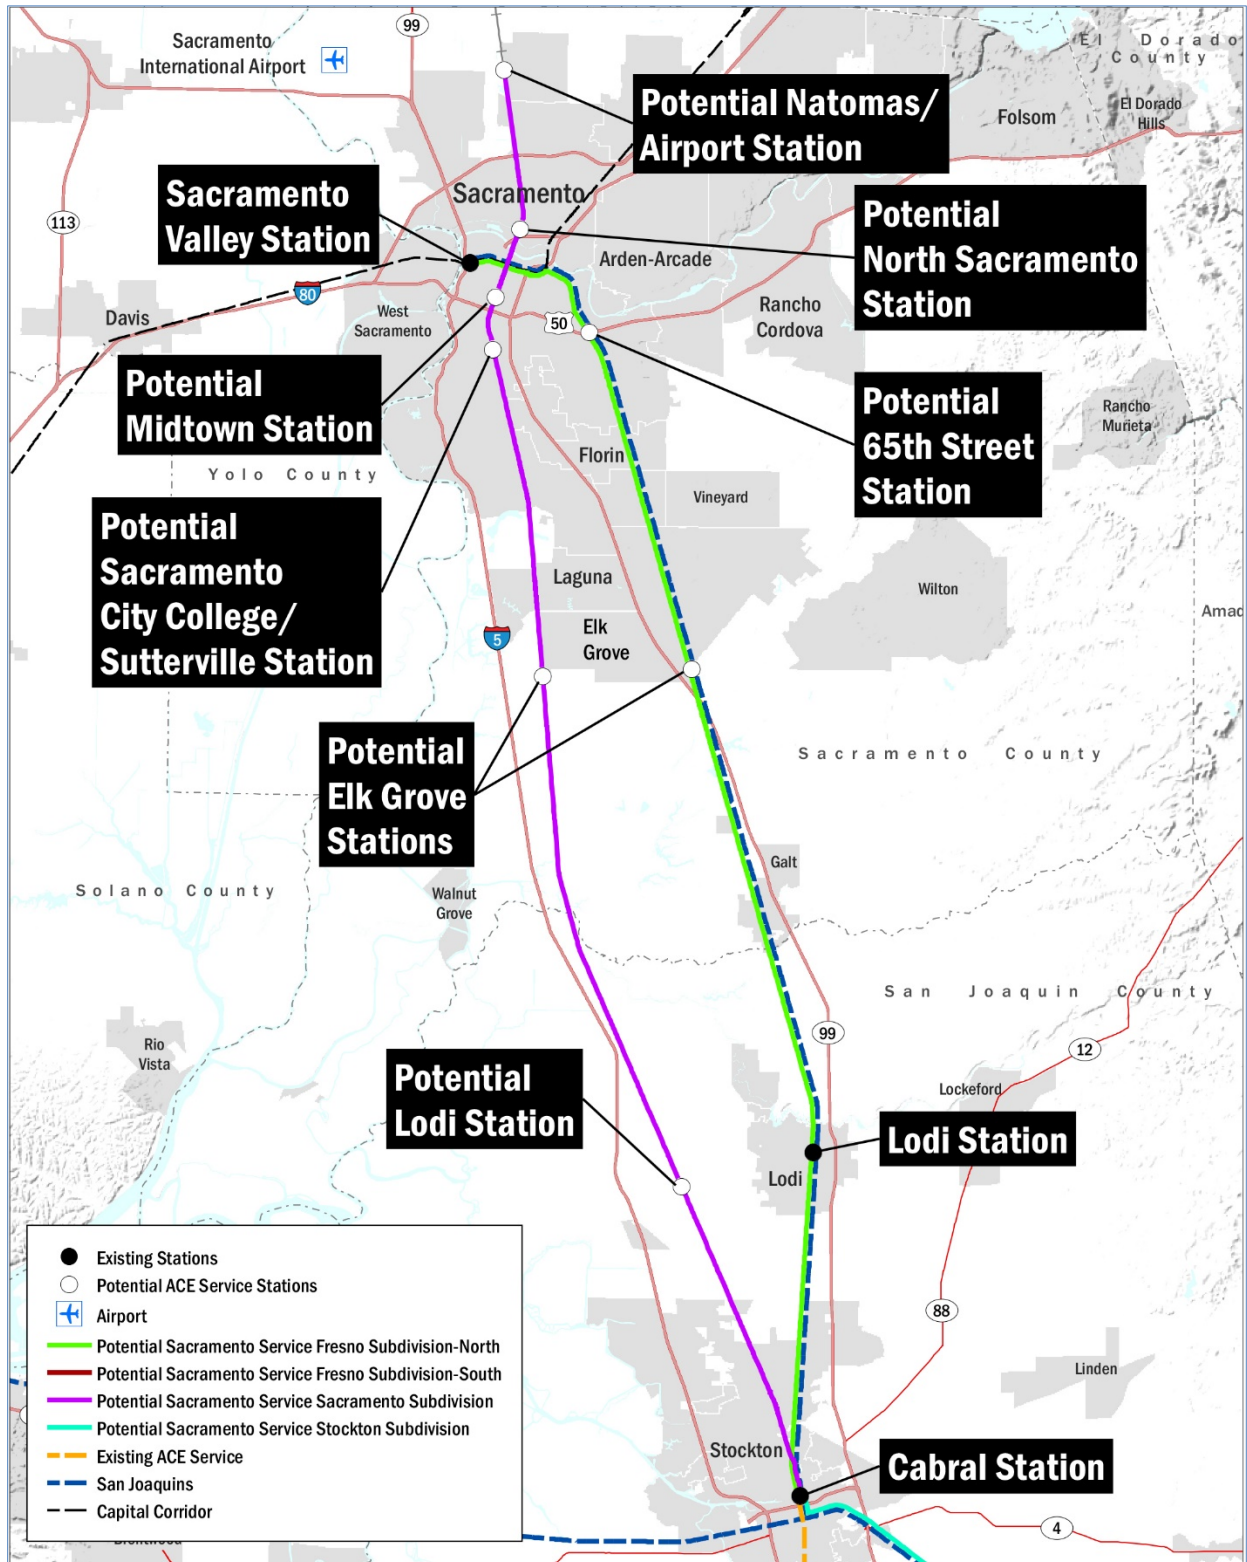 99
Sacramento
International Airport
El Dorado
County
El Dorado
Hills
Folsom
Potential Natomas/
Airport Station
Sacramento
Sacramento
Valley Station
113
Potential
North Sacramento
Station
Arden-Arcade
80
Davis
West
Sacramento
50
Rancho
Cordova
Potential
Midtown Station
Potential
65th Street
Station
Rancho
Murieta
Florin
Yolo County
Vineyard
Potential
Sacramento
City College/
Sutterville Station
Laguna
Wilton
Amad
5
Elk
Grove
Potential
Elk Grove
Stations
Sacramento County
Galt
Solano County
Walnut
Grove
San Joaquin County
99
12
Rio
Vista
Potential
Lodi Station
Lockeford
Lodi Station
Lodi
Existing Stations
Potential ACE Service Stations
Airport
Potential Sacramento Service Fresno Subdivision-North
Potential Sacramento Service Fresno Subdivision-South
Potential Sacramento Service Sacramento Subdivision
Potential Sacramento Service Stockton Subdivision
Existing ACE Service
San Joaquins
Capital Corridor
88
Linden
Stockton
Cabral Station
4